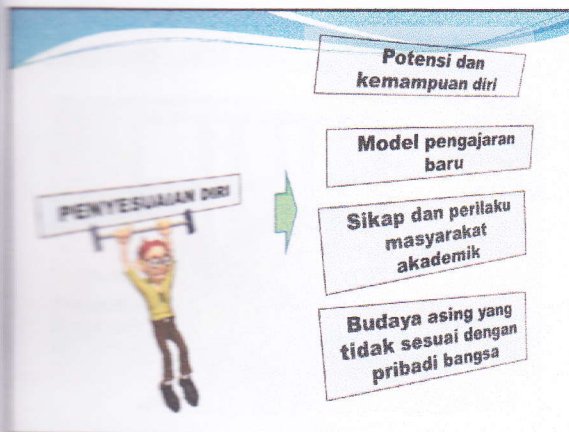 PENYESUAIAN DIRI
Potensi dan
kemampuan diri
Model pengajaran
baru
Sikap dan perilaku
masyarakat
akademik
Budaya asing yang
tidak sesuai dengan
pribadi bangsa